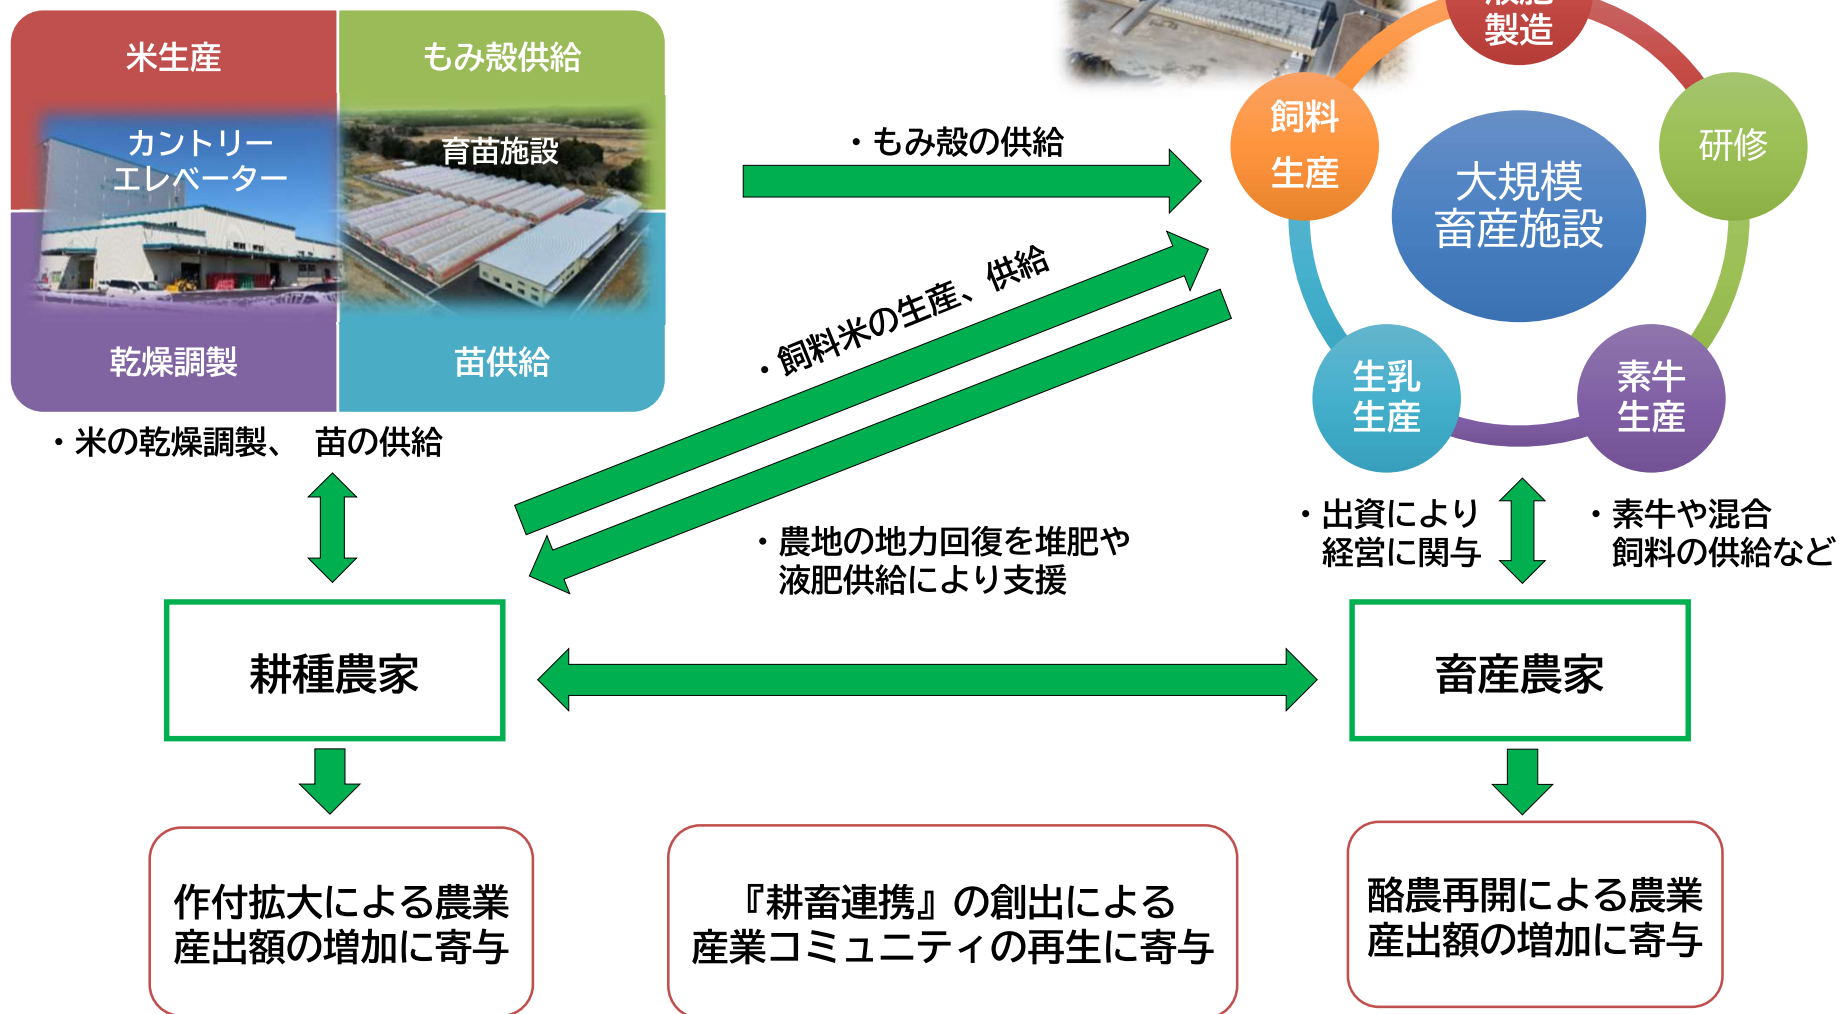 米生産
もみ殻供給
カントリー
エレベーター
育苗施設
乾燥調製
苗供給
・米の乾燥調製、 苗の供給
・もみ殻の供給
・飼料米の生産、供給
・農地の地力回復を堆肥や
液肥供給により支援
製造
飼料
生産
研修
大規模
畜産施設
生乳
生産
素牛
生産
・出資により
経営に関与
・素牛や混合
飼料の供給など
耕種農家
畜産農家
作付拡大による農業
産出額の増加に寄与
『耕畜連携』の創出による
産業コミュニティの再生に寄与
酪農再開による農業
産出額の増加に寄与